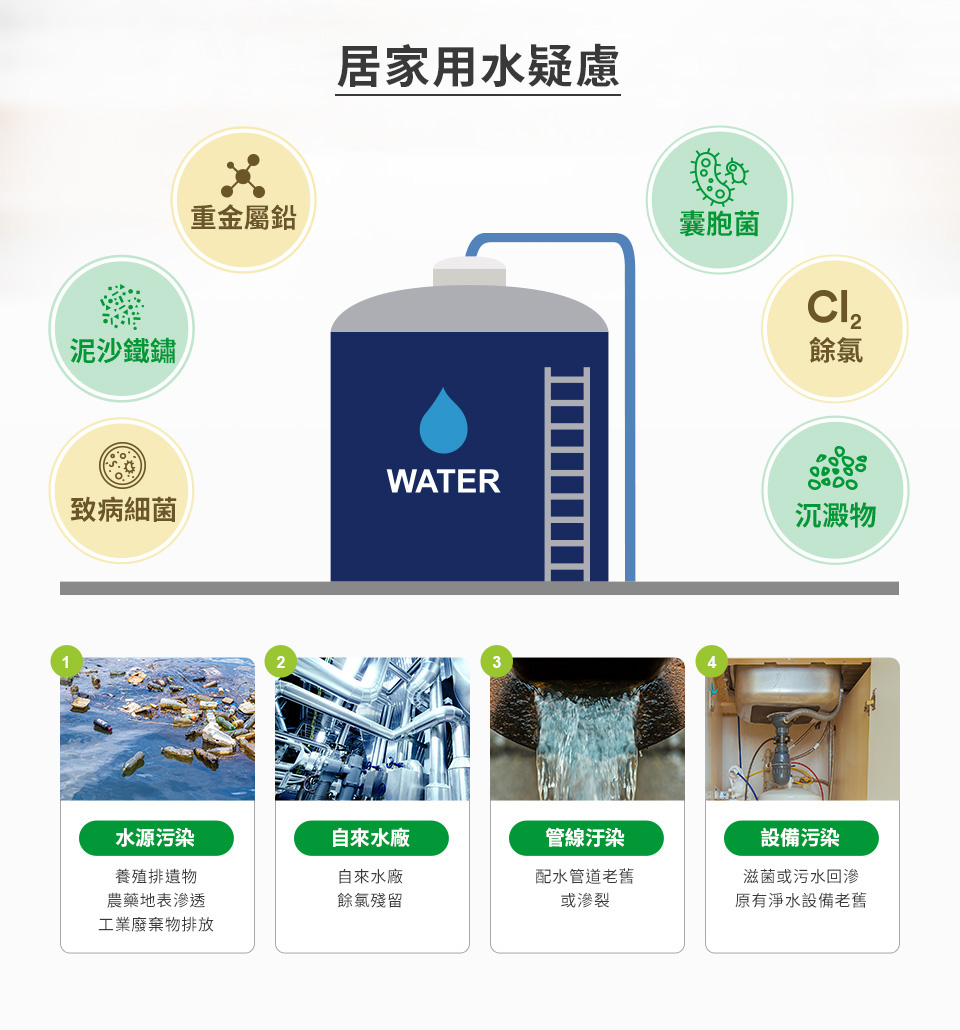 居家用水疑慮
重金屬鉛
囊胞菌
泥沙鐵鏽
Cl₂
餘氯
致病細菌
沉澱物
WATER
1
水源污染
養殖排遺物
農藥地表滲透
工業廢棄物排放
2
自來水廠
自來水廠
餘氯殘留
3
管線汙染
配水管道老舊
或滲裂
4
設備污染
滋菌或污水回滲
原有淨水設備老舊